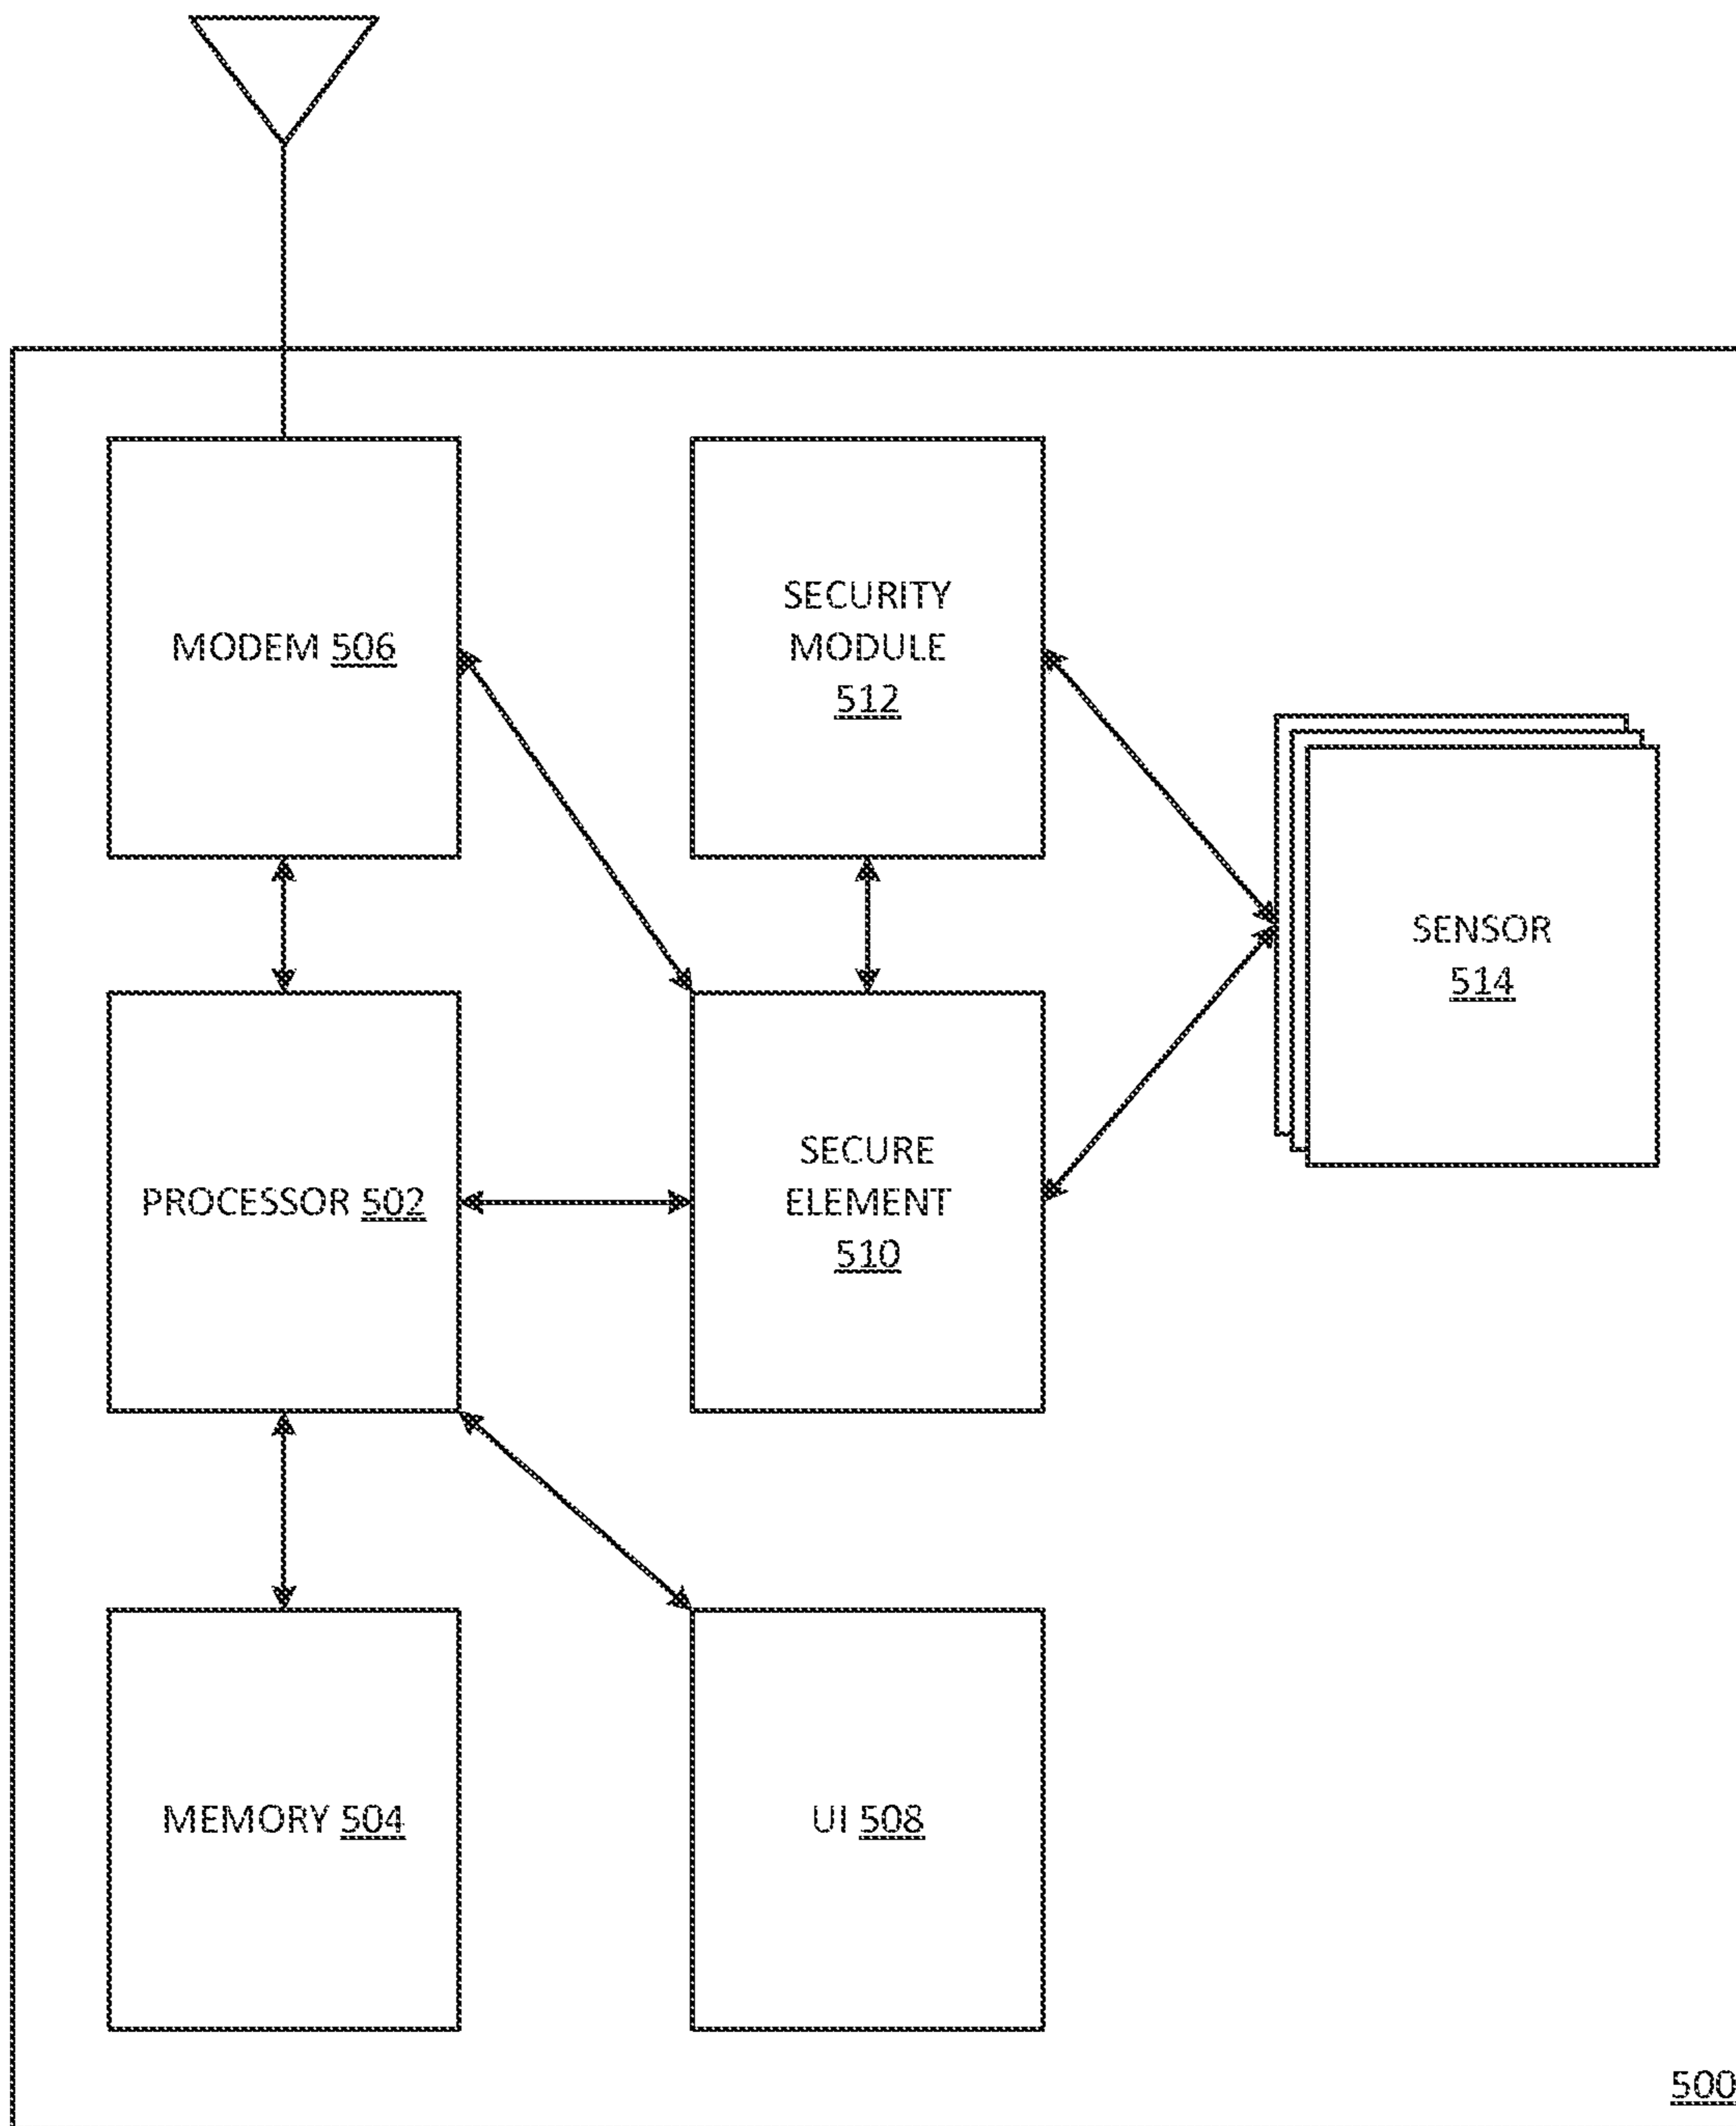 MODEM 506
SECURITY
MODULE
512
SENSOR
514
PROCESSOR 502
SECURE
ELEMENT
510
MEMORY 504
UI 508
500